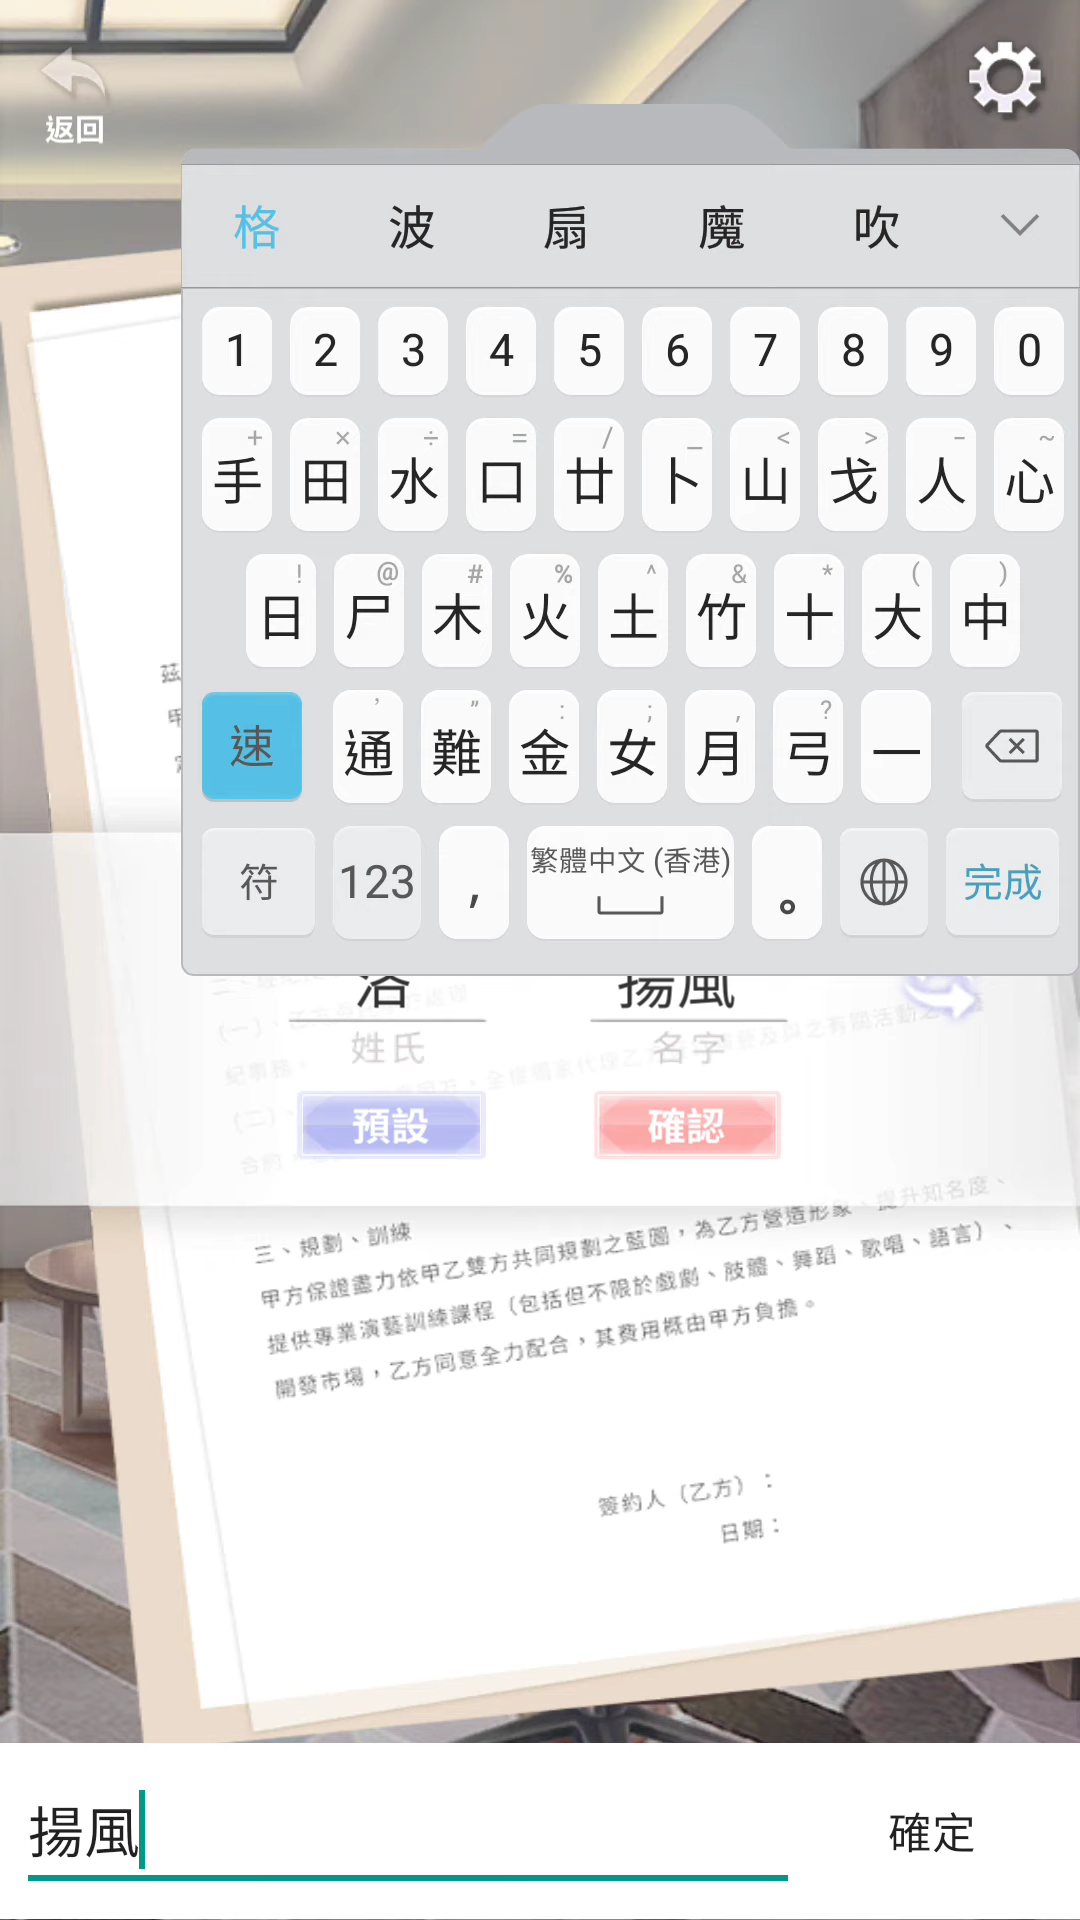 返回
格 波 扇 魔 吹
1 2 3 4 5 6 7 8 9 0
+ × ÷ = / _ < > - ~
手 田 水 口 廿 卜 山 戈 人 心
! @ # % ^ & * ( )
日 尸 木 火 土 竹 十 大 中
' " : ; , ?
速 通 難 金 女 月 弓 一
符 123 , 繁體中文 (香港) 。 完成
揚風
姓氏 名字
預設 確認
三、規劃、訓練
甲方保證盡力依甲乙雙方共同規劃之藍圖，為乙方營造形象、提升知名度、
提供專業演藝訓練課程（包括但不限於戲劇、肢體、舞蹈、歌唱、語言）、
開發市場，乙方同意全力配合，其費用概由甲方負擔。
簽約人（乙方）：
日期：
揚風 確定